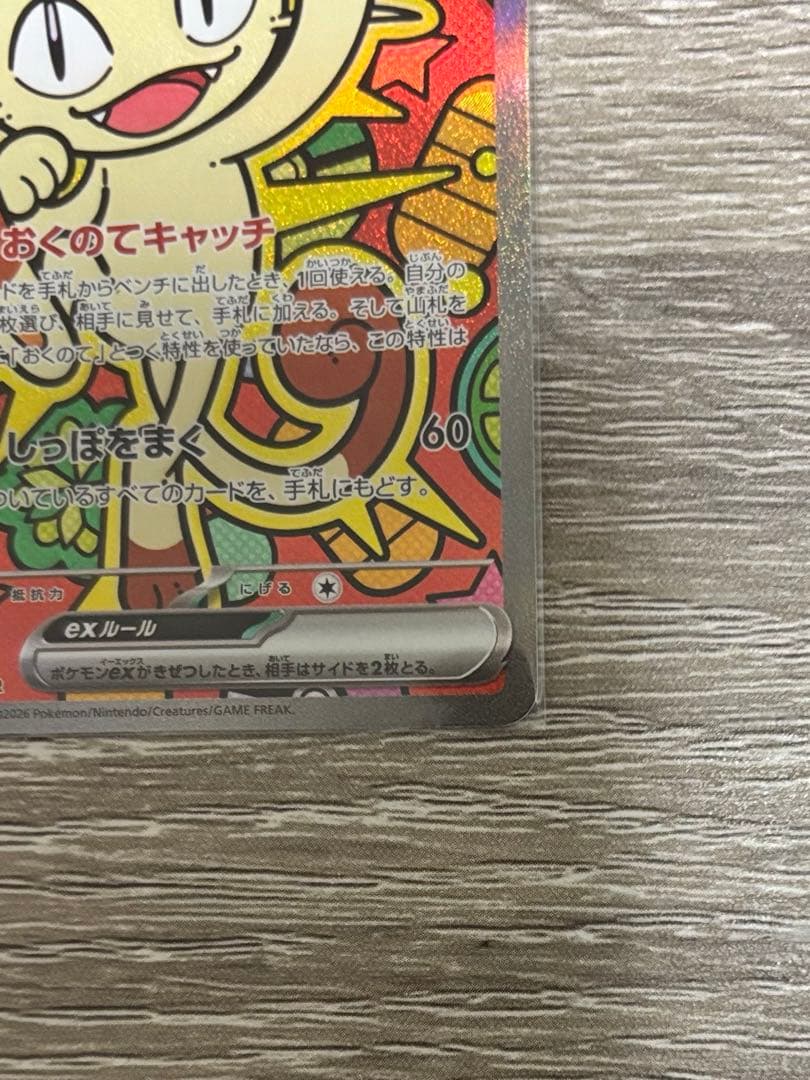 おくのてキャッチ
ドを手札からベンチに出したとき、1回使える。自分の
枚選び、相手に見せて、手札に加える。そして山札を
「おくのて」とつく特性を使っていたなら、この特性は
しっぽをまく 60
ついているすべてのカードを、手札にもどす。
抵抗力 にげる
exルール
ポケモンexがきぜつしたとき、相手はサイドを2枚とる。
©2026 Pokémon/Nintendo/Creatures/GAME FREAK.